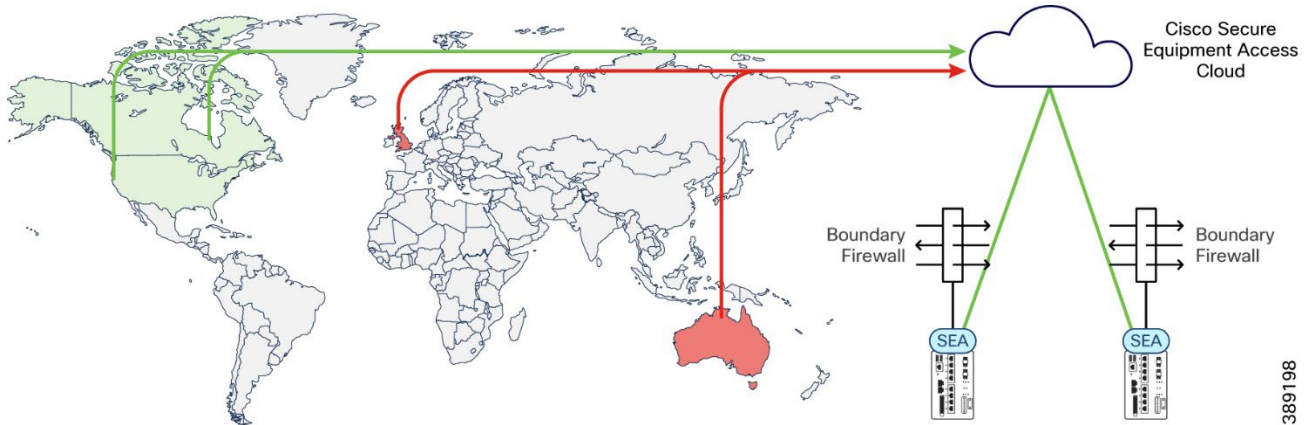 Cisco Secure
Equipment Access
Cloud
Boundary
Firewall
Boundary
Firewall
SEA
SEA
389198